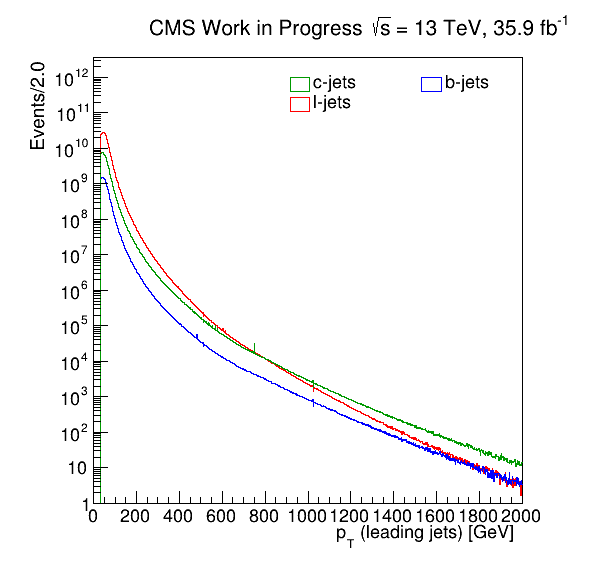 CMS Work in Progress √s = 13 TeV, 35.9 fb⁻¹
Events/2.0
c-jets b-jets
l-jets
10¹²
10¹¹
10¹⁰
10⁹
10⁸
10⁷
10⁶
10⁵
10⁴
10³
10²
10
1
0 200 400 600 800 1000 1200 1400 1600 1800 2000
p_T (leading jets) [GeV]